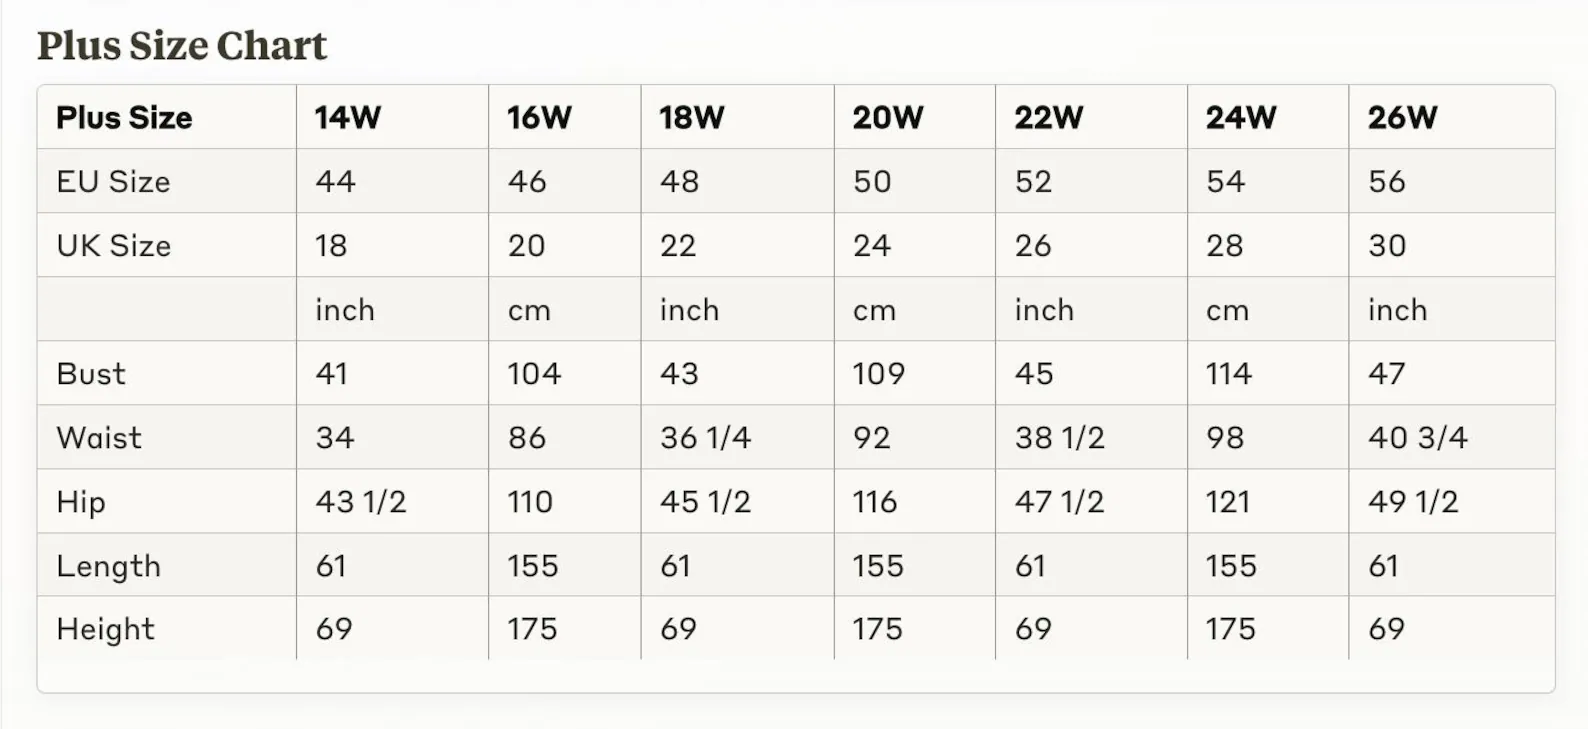 Plus Size Chart
Plus Size 14W 16W 18W 20W 22W 24W 26W
EU Size 44 46 48 50 52 54 56
UK Size 18 20 22 24 26 28 30
inch cm inch cm inch cm inch
Bust 41 104 43 109 45 114 47
Waist 34 86 36 1/4 92 38 1/2 98 40 3/4
Hip 43 1/2 110 45 1/2 116 47 1/2 121 49 1/2
Length 61 155 61 155 61 155 61
Height 69 175 69 175 69 175 69